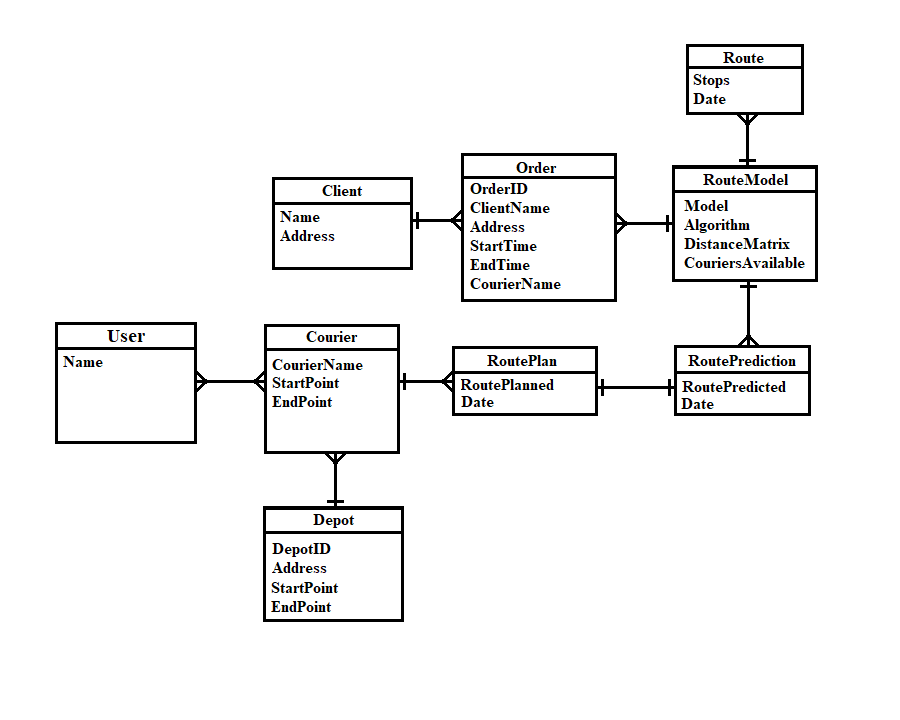 Route
Stops
Date
Order
OrderID
ClientName
Address
StartTime
EndTime
CourierName
RouteModel
Model
Algorithm
DistanceMatrix
CouriersAvailable
Client
Name
Address
User
Name
Courier
CourierName
StartPoint
EndPoint
RoutePlan
RoutePlanned
Date
RoutePrediction
RoutePredicted
Date
Depot
DepotID
Address
StartPoint
EndPoint